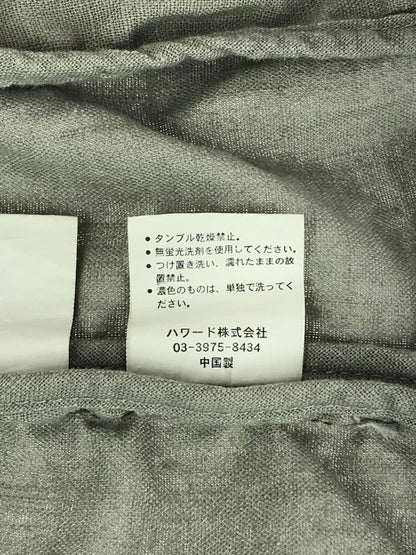 ● タンブル乾燥禁止。
● 無蛍光洗剤を使用してください。
● つけ置き洗い、濡れたままの放
置禁止。
● 濃色のものは、単独で洗ってく
ださい。
ハワード株式会社
03-3975-8434
中国製